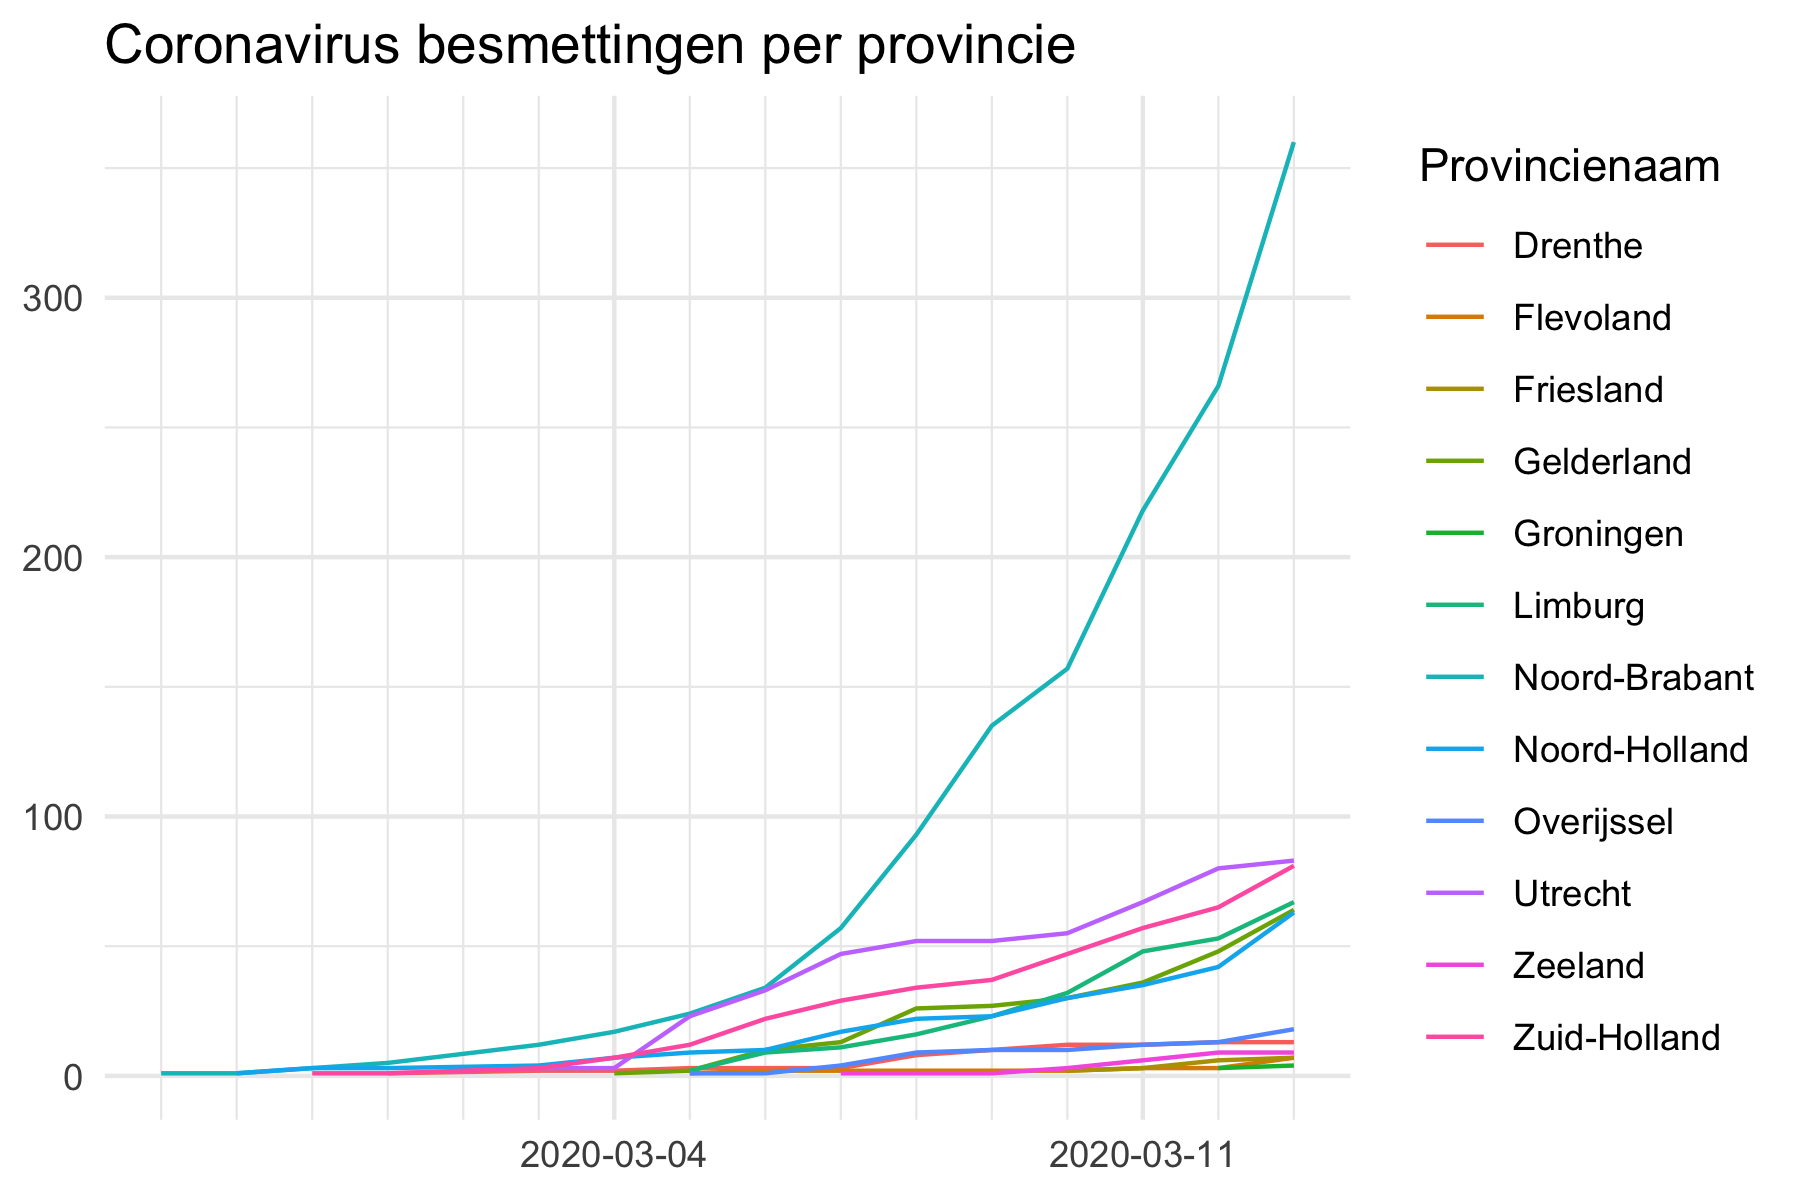 Coronavirus besmettingen per provincie
300
200
100
0
2020-03-04
2020-03-11
Provincienaam
Drenthe
Flevoland
Friesland
Gelderland
Groningen
Limburg
Noord-Brabant
Noord-Holland
Overijssel
Utrecht
Zeeland
Zuid-Holland